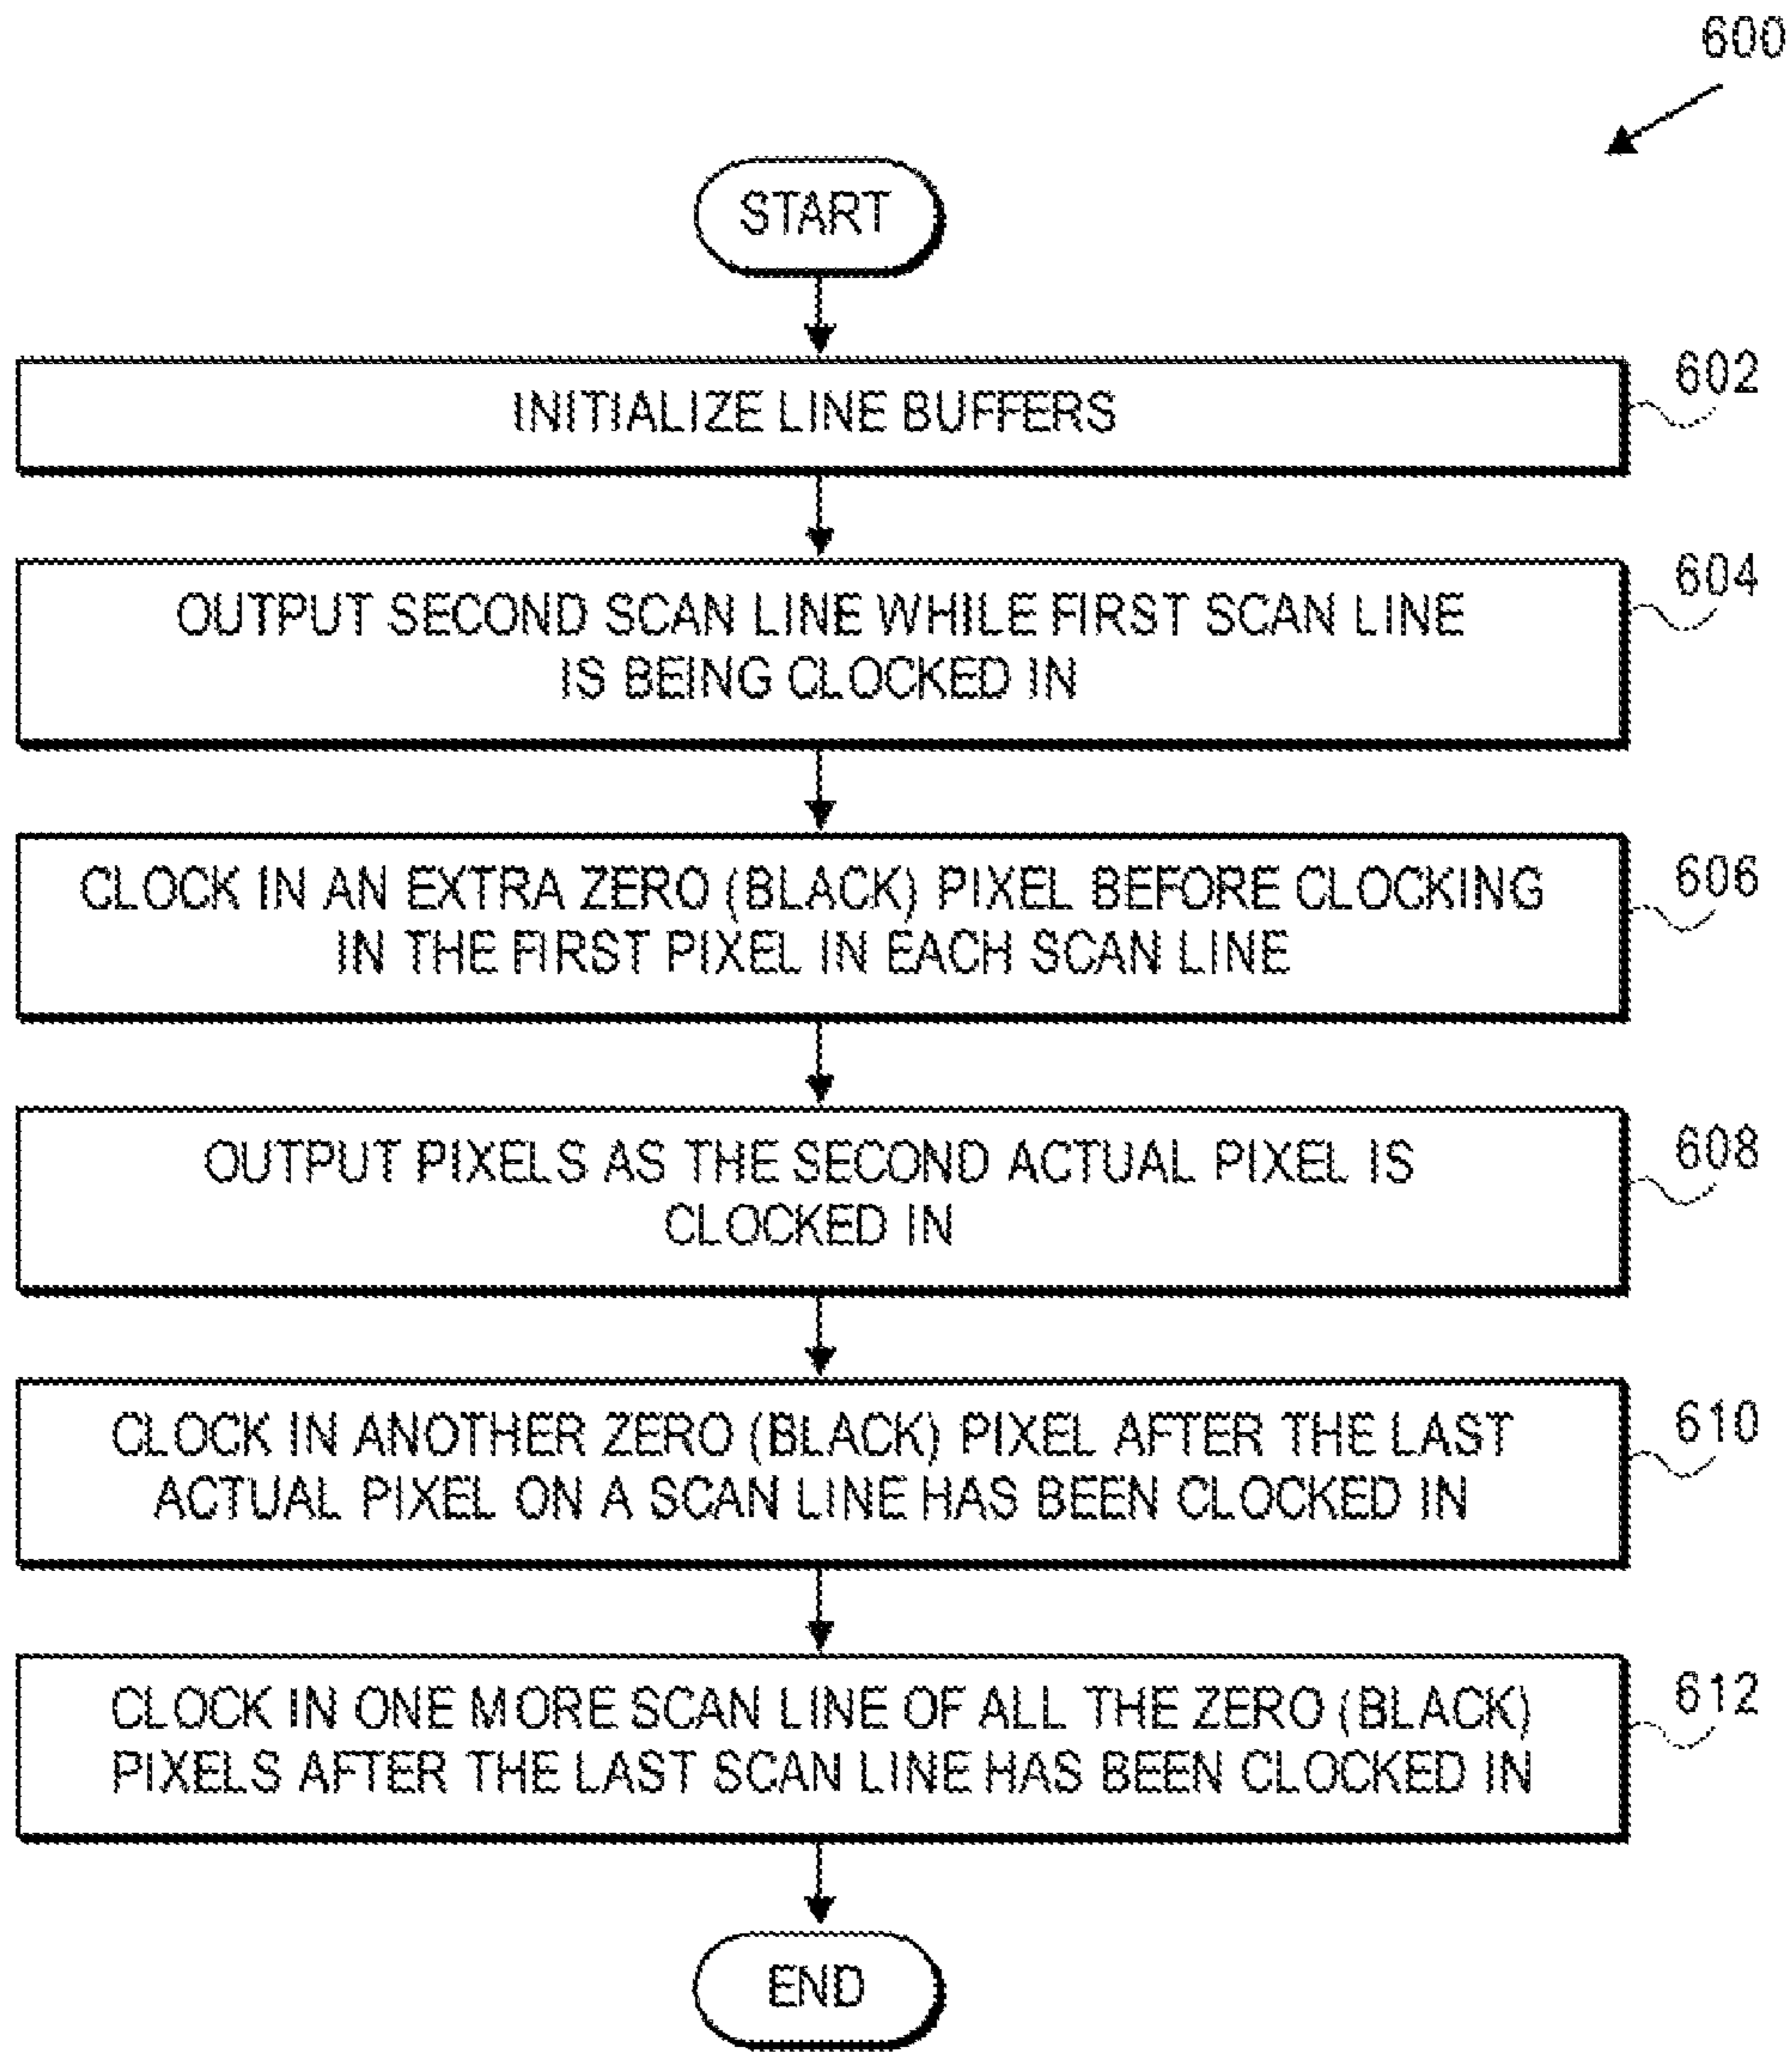 600
START
INITIALIZE LINE BUFFERS
602
OUTPUT SECOND SCAN LINE WHILE FIRST SCAN LINE
IS BEING CLOCKED IN
604
CLOCK IN AN EXTRA ZERO (BLACK) PIXEL BEFORE CLOCKING
IN THE FIRST PIXEL IN EACH SCAN LINE
606
OUTPUT PIXELS AS THE SECOND ACTUAL PIXEL IS
CLOCKED IN
608
CLOCK IN ANOTHER ZERO (BLACK) PIXEL AFTER THE LAST
ACTUAL PIXEL ON A SCAN LINE HAS BEEN CLOCKED IN
610
CLOCK IN ONE MORE SCAN LINE OF ALL THE ZERO (BLACK)
PIXELS AFTER THE LAST SCAN LINE HAS BEEN CLOCKED IN
612
END